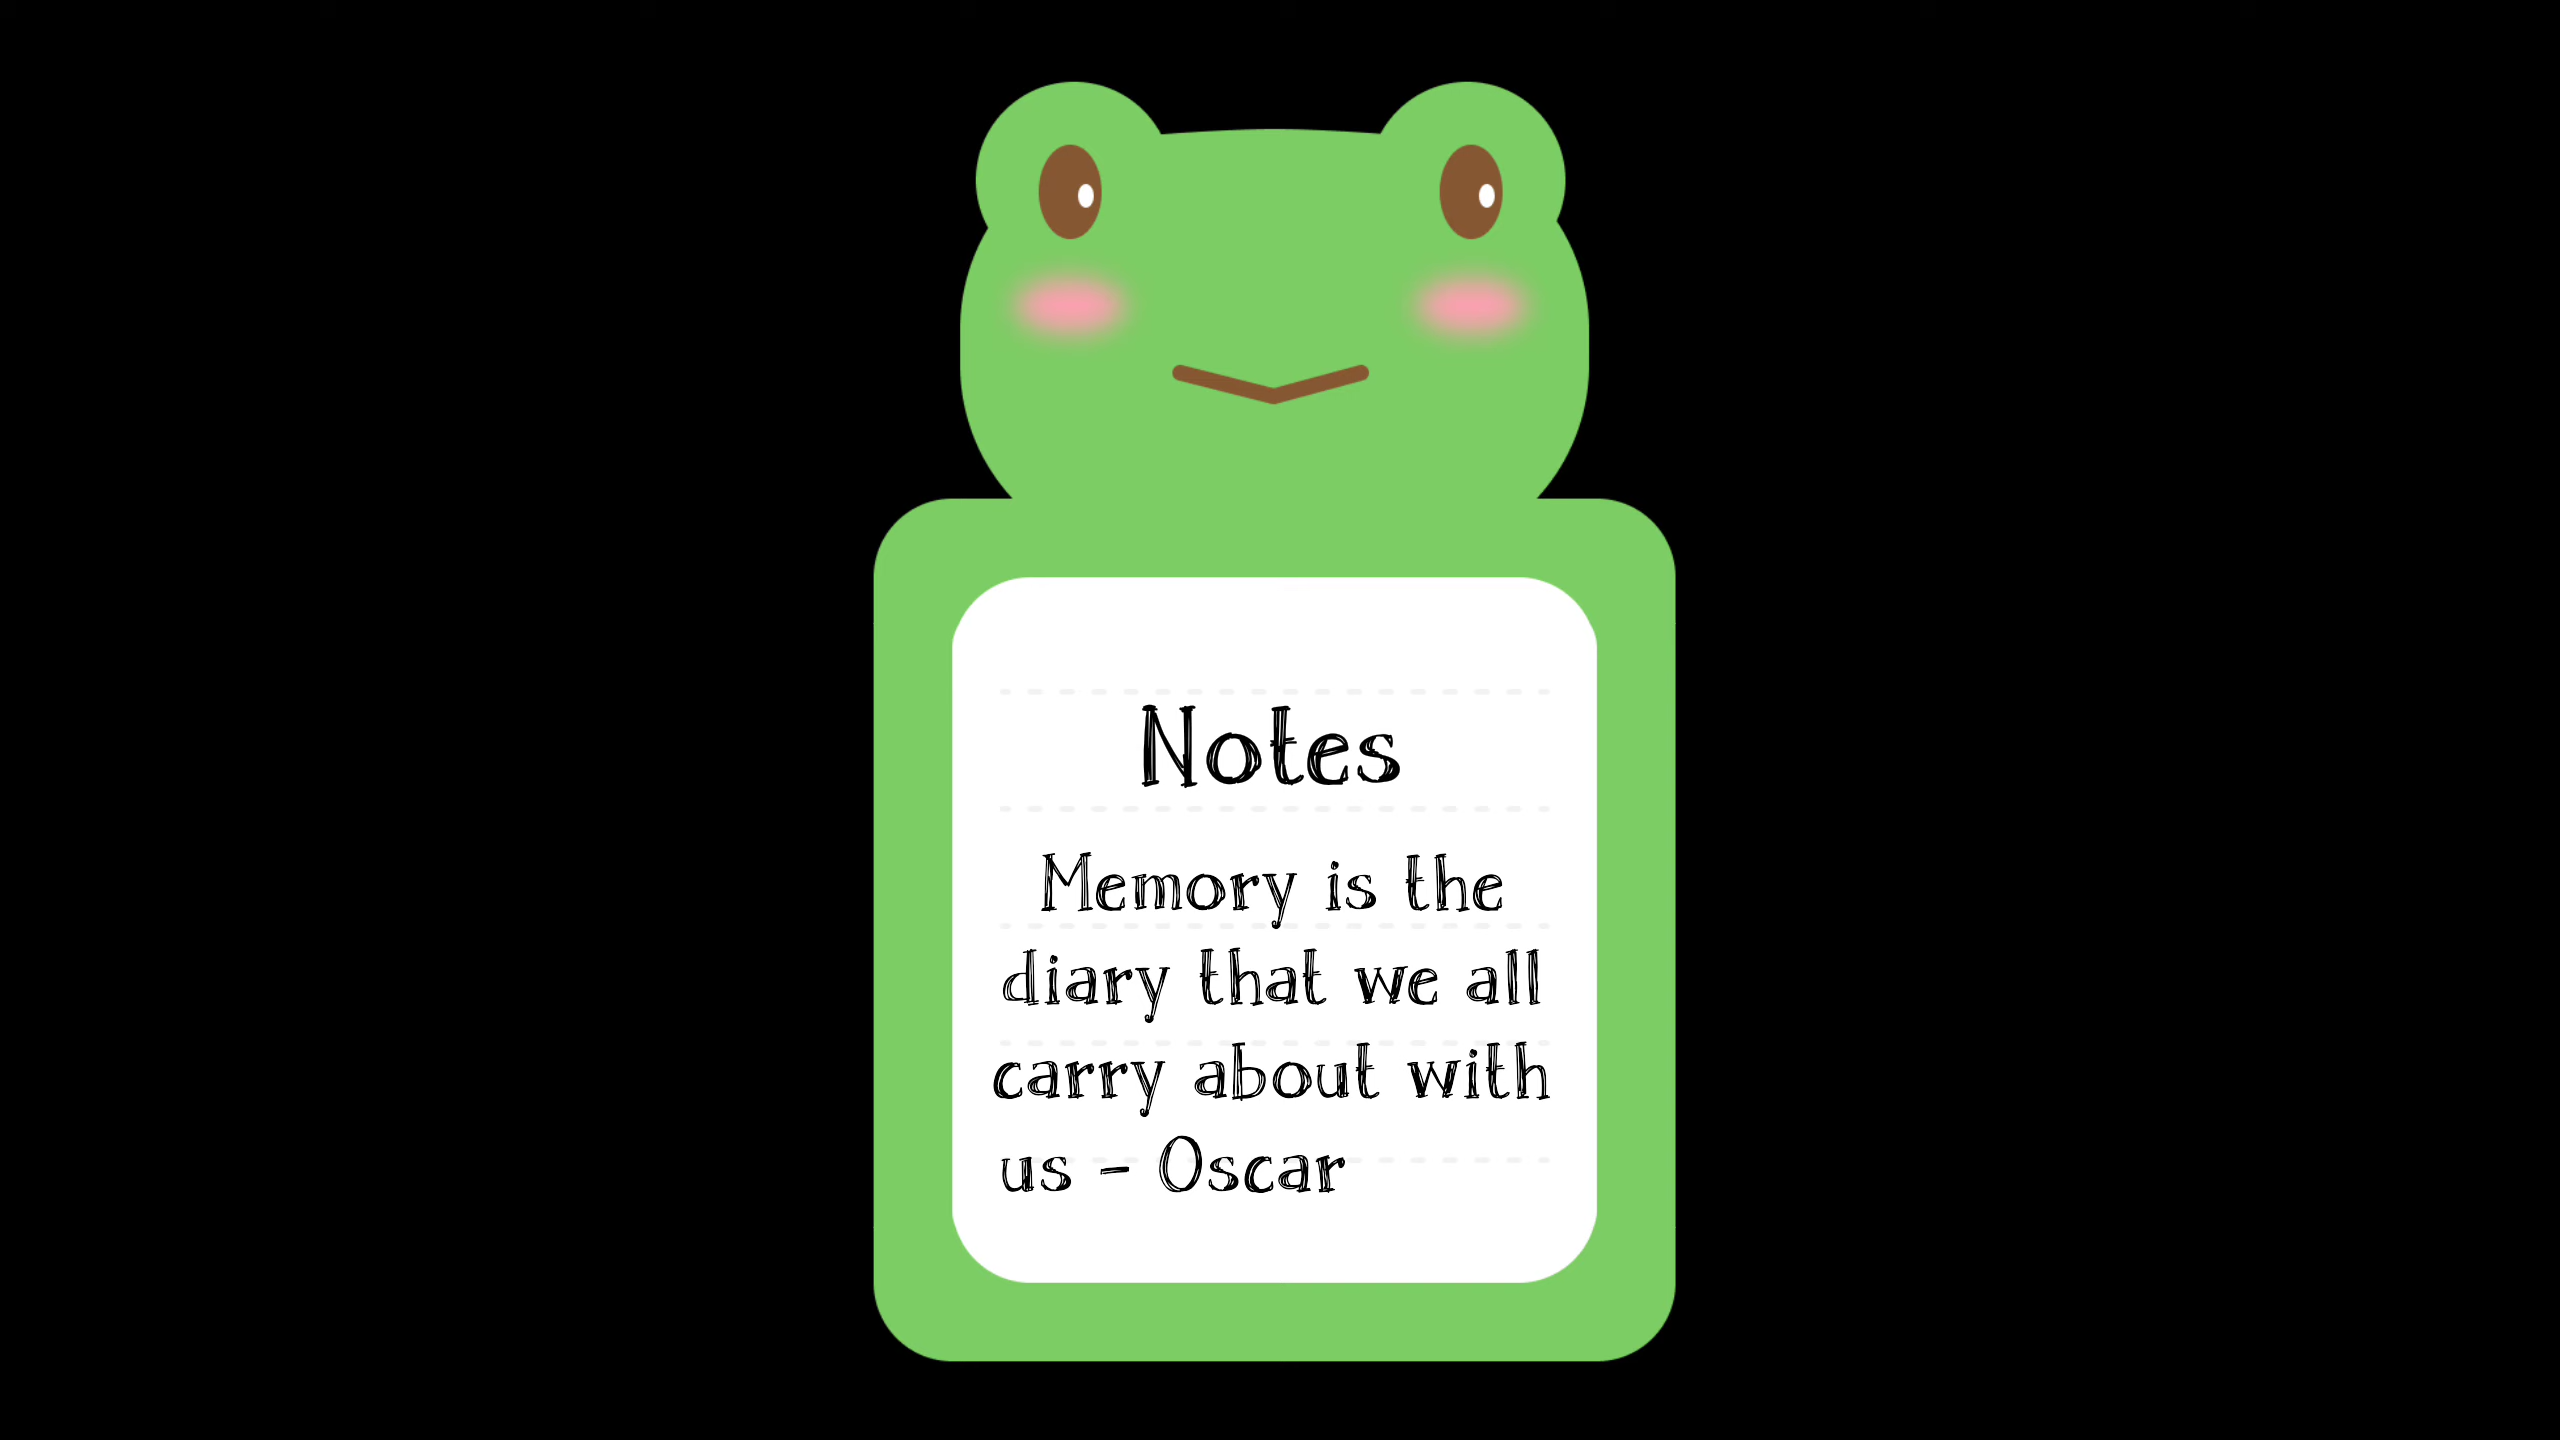 Notes
Memory is the
diary that we all
carry about with
us - Oscar